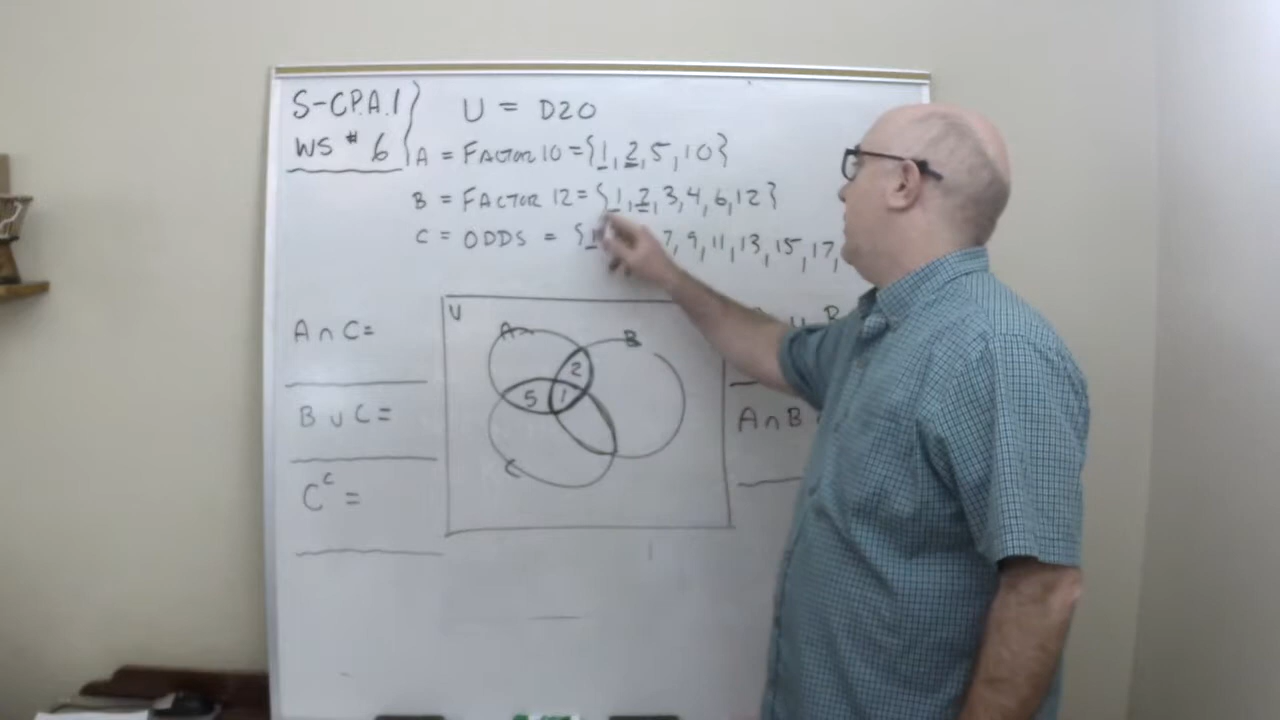 S-CP.A.1
WS # 6
U = D20
A = FACTOR 10 = {1, 2, 5, 10}
B = FACTOR 12 = {1, 2, 3, 4, 6, 12}
C = ODDS = {1 7, 9, 11, 13, 15, 17,
A ∩ C =
B ∪ C =
C^c =
U
A
B
2
5
1
C
∪ B
A ∩ B